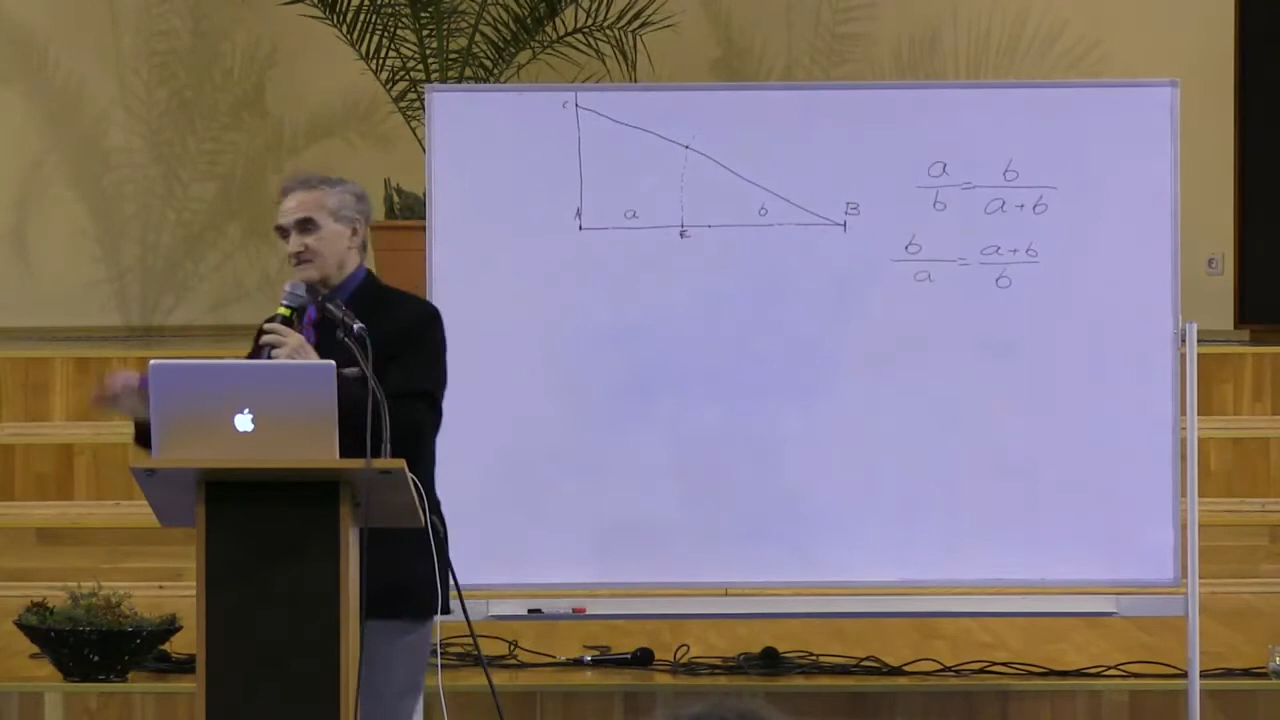 C
A a E b B
a/b = b/(a+b)
b/a = (a+b)/b